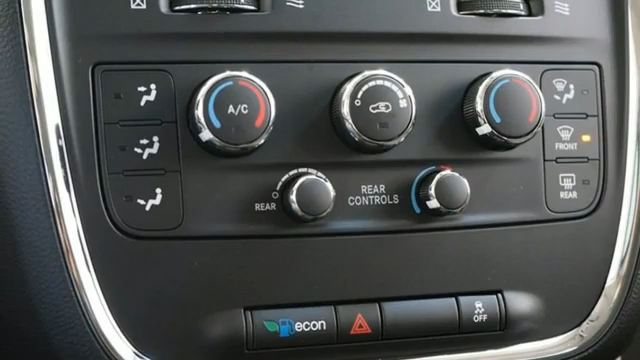 A/C
FRONT
REAR
REAR
CONTROLS
REAR
econ
OFF